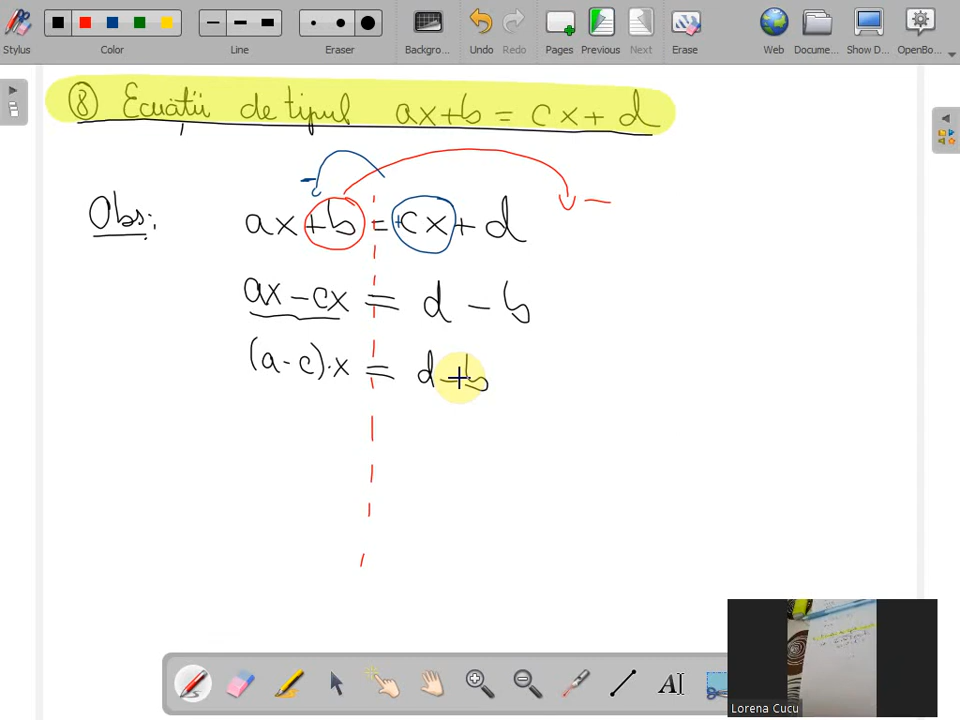 Stylus
Color
Line
Eraser
Backgro...
Undo
Redo
Pages
Previous
Next
Erase
Web
Docume...
Show D...
OpenBo...
⑧ Ecuații de tipul ax+b = cx+d
-
-
Obs: ax+b = +cx + d
ax - cx = d - b
(a-c)·x = d-b
Lorena Cucu